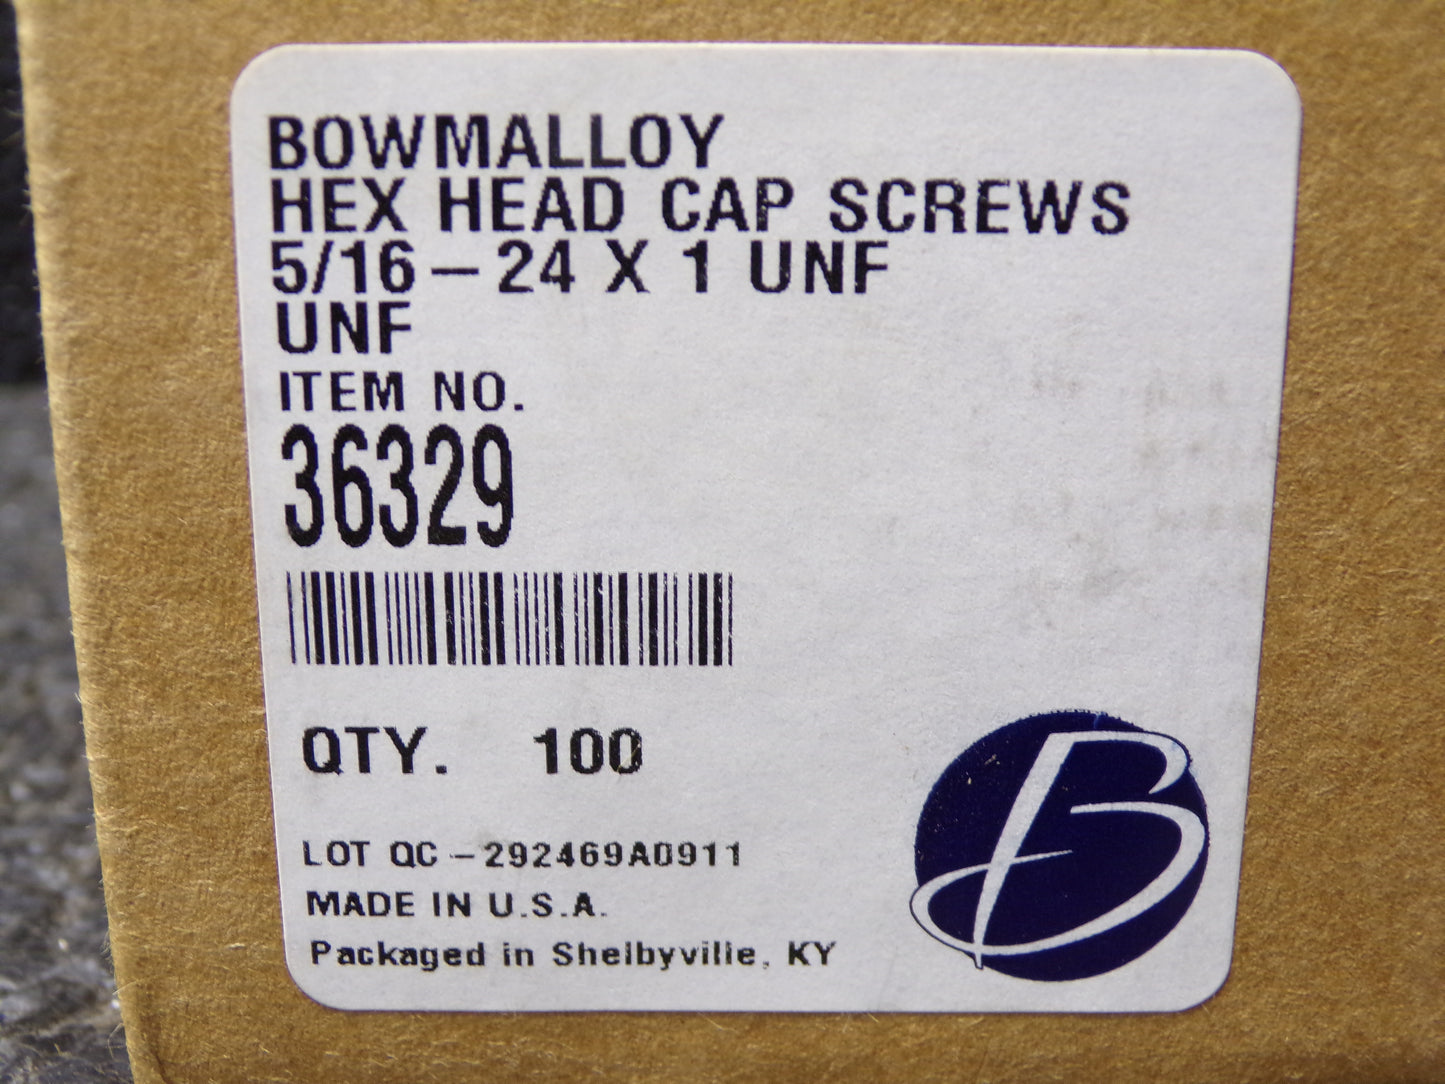 BOWMALLOY
HEX HEAD CAP SCREWS
5/16 – 24 X 1 UNF
UNF
ITEM NO.
36329
QTY. 100
LOT QC – 292469A0911
MADE IN U.S.A.
Packaged in Shelbyville, KY
B